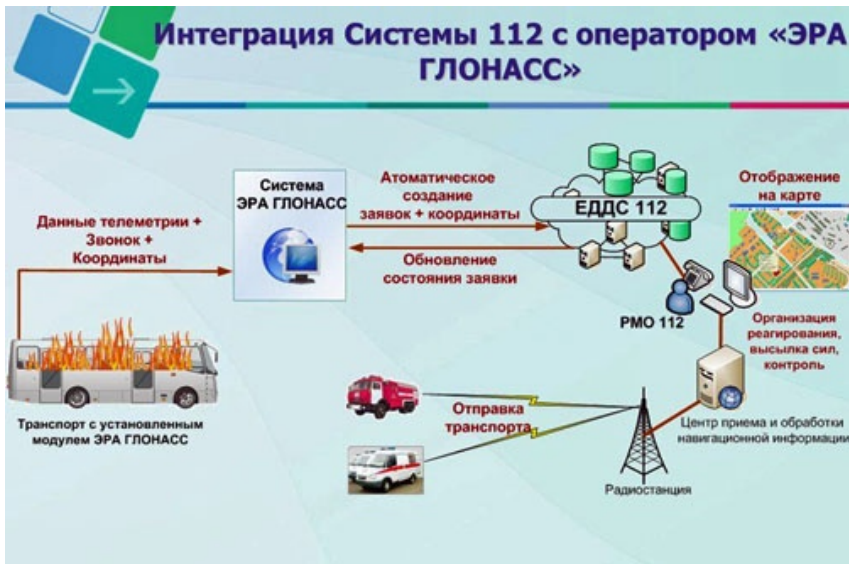 Интеграция Системы 112 с оператором «ЭРА
ГЛОНАСС»
Данные телеметрии +
Звонок +
Координаты
Система
ЭРА ГЛОНАСС
Атоматическое
создание
заявок + координаты
Обновление
состояния заявки
ЕДДС 112
Отображение
на карте
РМО 112
Организация
реагирования,
высылка сил,
контроль
Транспорт с установленным
модулем ЭРА ГЛОНАСС
Отправка
транспорта
Центр приема и обработки
навигационной информации
Радиостанция